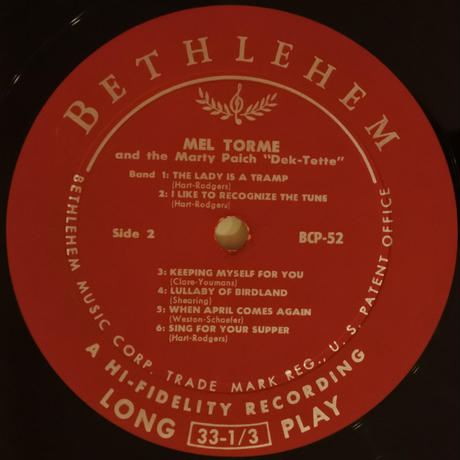 BETHLEHEM
MEL TORME
and the Marty Paich "Dek-Tette"
Band 1: THE LADY IS A TRAMP
(Hart-Rodgers)
2: I LIKE TO RECOGNIZE THE TUNE
(Hart-Rodgers)
Side 2
BCP-52
3: KEEPING MYSELF FOR YOU
(Clare-Youmans)
4: LULLABY OF BIRDLAND
(Shearing)
5: WHEN APRIL COMES AGAIN
(Weston-Schaefer)
6: SING FOR YOUR SUPPER
(Hart-Rodgers)
BETHLEHEM MUSIC CORP. TRADE MARK REG., U. S. PATENT OFFICE
A HI-FIDELITY RECORDING
LONG 33-1/3 PLAY